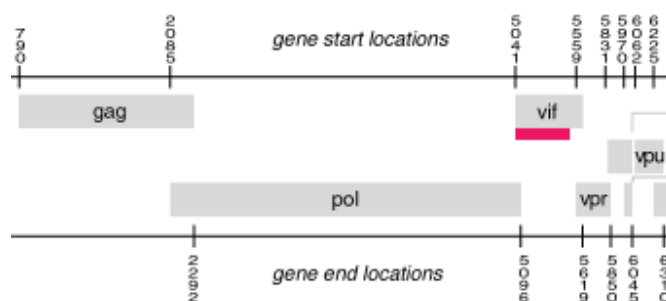 790
2085
gene start locations
5041
5559
5831
5970
6062
6225
gag
vif
vpu
pol
vpr
2292
gene end locations
5096
5619
5850
6045
6310